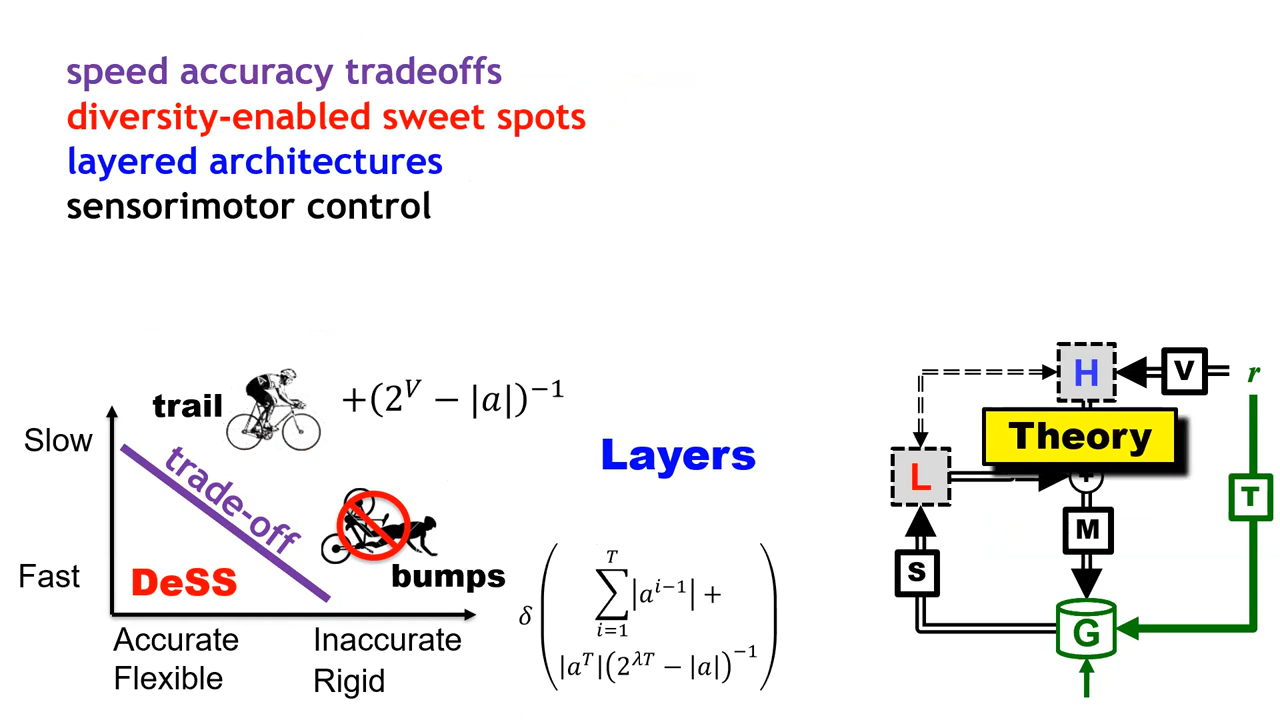 speed accuracy tradeoffs
diversity-enabled sweet spots
layered architectures
sensorimotor control
trail
+(2^V − |a|)^−1
Slow
trade-off
Fast
DeSS
bumps
Accurate
Flexible
Inaccurate
Rigid
Layers
δ ( ∑_{i=1}^{T} |a^{i−1}| +
|a^T|(2^{λT} − |a|)^−1 )
H
V
r
Theory
L
+
T
M
S
G